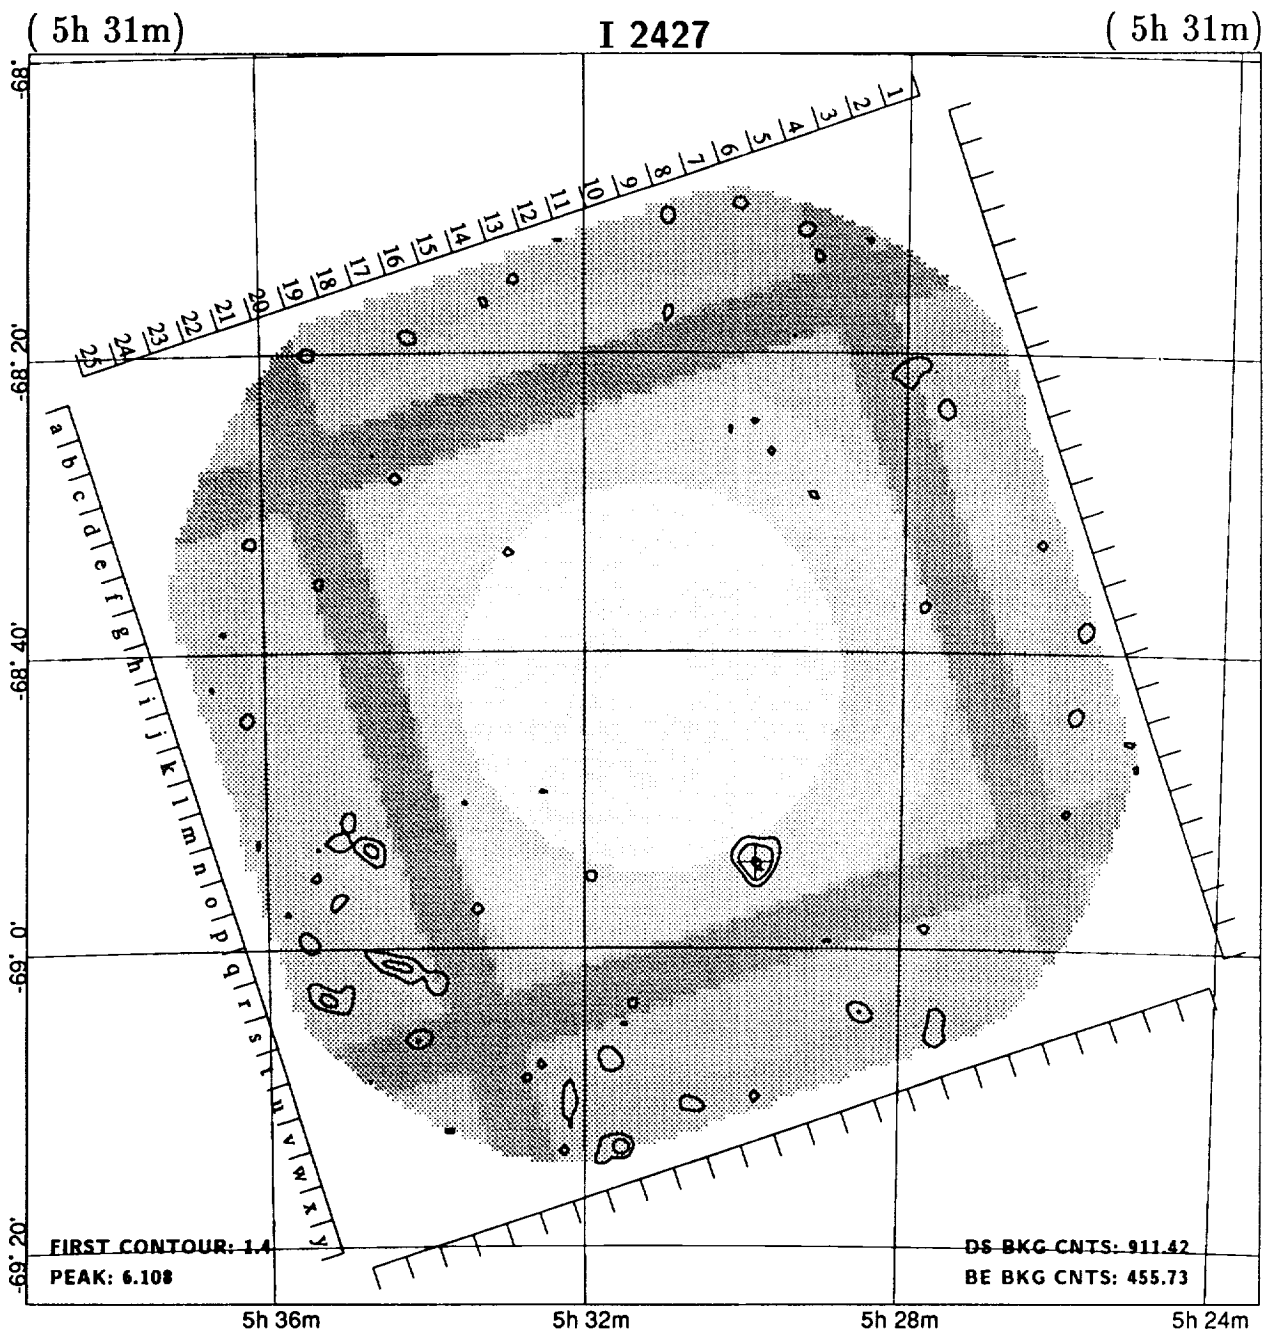 ( 5h 31m)
I 2427
( 5h 31m)
1
2
3
4
5
6
7
8
9
10
11
12
13
14
15
16
17
18
19
20
21
22
23
24
25
-68°
-68° 20'
-68° 40'
-69° 0'
-69° 20'
a
b
c
d
e
f
g
h
i
j
k
l
m
n
o
p
q
r
s
t
u
v
w
x
y
FIRST CONTOUR: 1.4
PEAK: 6.108
DS BKG CNTS: 911.42
BE BKG CNTS: 455.73
5h 36m
5h 32m
5h 28m
5h 24m